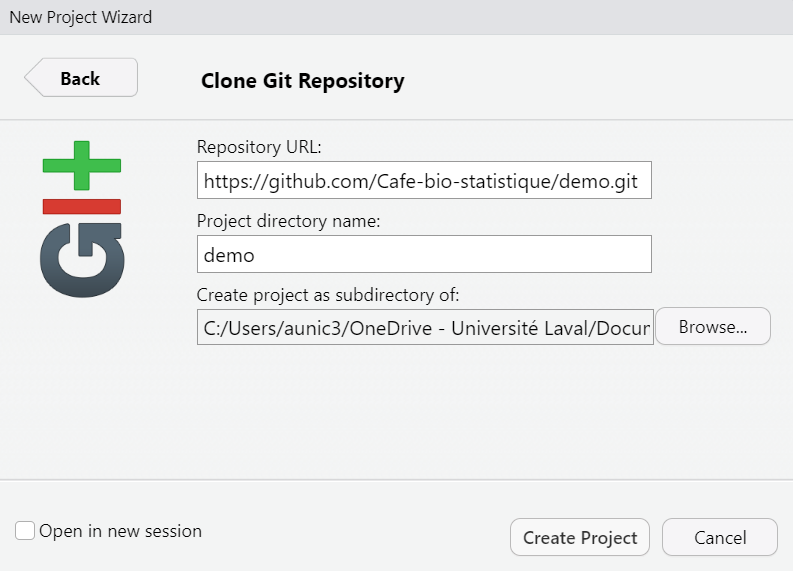 New Project Wizard
Back
Clone Git Repository
Git
Repository URL:
https://github.com/Cafe-bio-statistique/demo.git
Project directory name:
demo
Create project as subdirectory of:
C:/Users/aunic3/OneDrive - Université Laval/Docur
Browse...
Open in new session
Create Project
Cancel